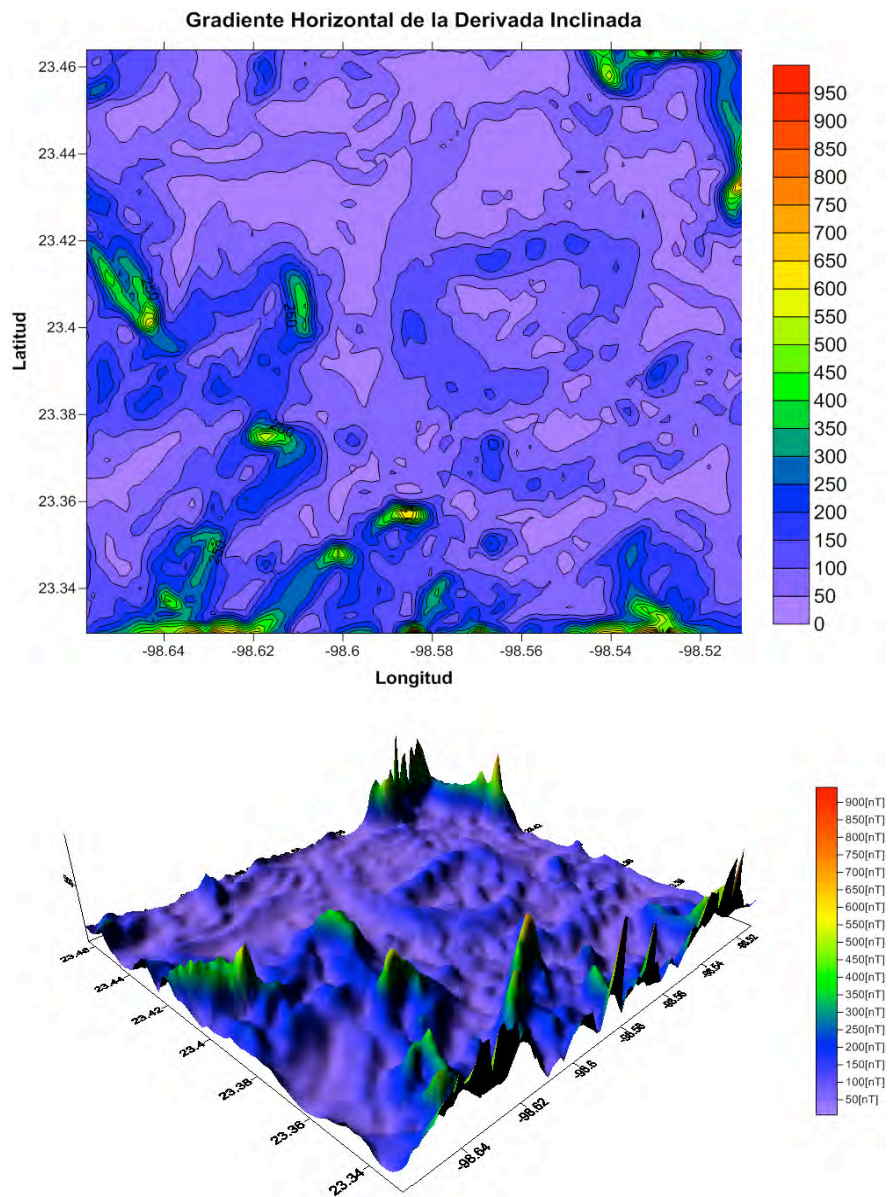 Gradiente Horizontal de la Derivada Inclinada
23.46
23.44
23.42
23.4
23.38
23.36
23.34
Latitud
-98.64
-98.62
-98.6
-98.58
-98.56
-98.54
-98.52
Longitud
250
250
250
250
950
900
850
800
750
700
650
600
550
500
450
400
350
300
250
200
150
100
50
0
23.46
23.44
23.42
23.4
23.38
23.36
23.34
-98.64
-98.62
-98.6
-98.58
-98.56
-98.54
-98.52
900[nT]
850[nT]
800[nT]
750[nT]
700[nT]
650[nT]
600[nT]
550[nT]
500[nT]
450[nT]
400[nT]
350[nT]
300[nT]
250[nT]
200[nT]
150[nT]
100[nT]
50[nT]